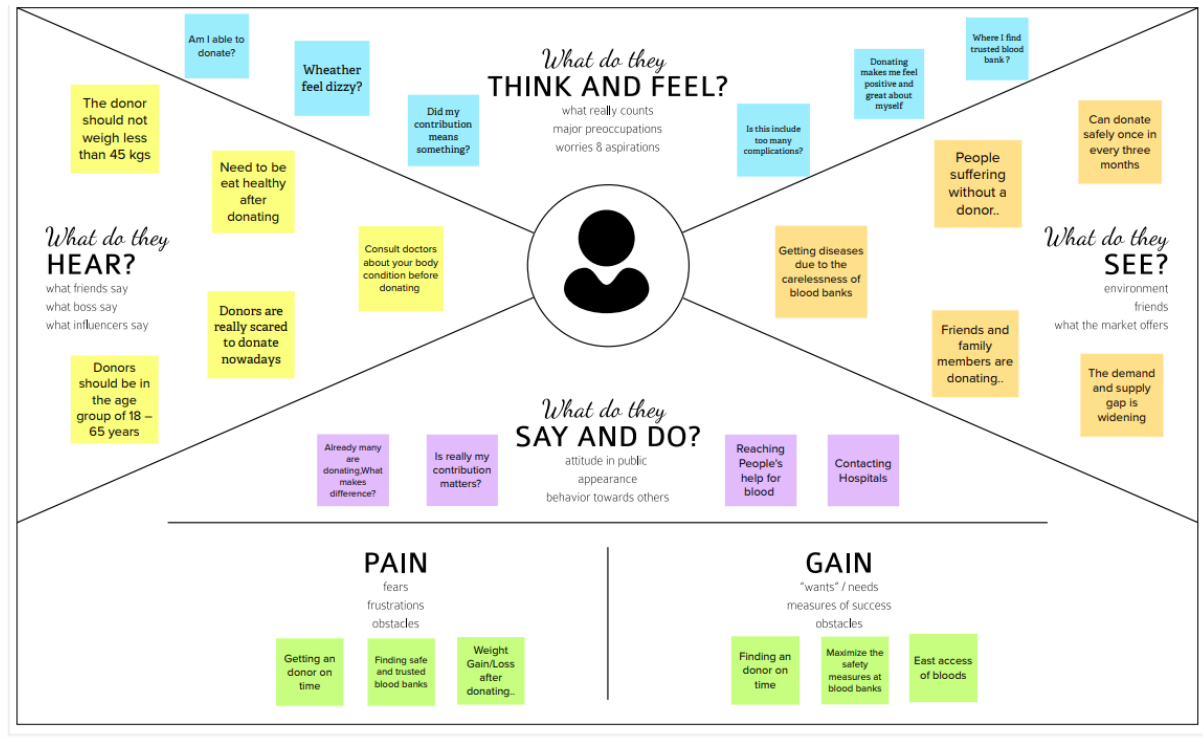 Am I able to
donate?
Wheather
feel dizzy?
Did my
contribution
means
something?
What do they
THINK AND FEEL?
what really counts
major preoccupations
worries & aspirations
Is this include
too many
complications?
Donating
makes me feel
positive and
great about
myself
Where I find
trusted blood
bank ?
The donor
should not
weigh less
than 45 kgs
Need to be
eat healthy
after
donating
Consult doctors
about your body
condition before
donating
What do they
HEAR?
what friends say
what boss say
what influencers say
Donors are
really scared
to donate
nowadays
Donors
should be in
the age
group of 18 –
65 years
Can donate
safely once in
every three
months
People
suffering
without a
donor..
Getting diseases
due to the
carelessness of
blood banks
What do they
SEE?
environment
friends
what the market offers
Friends and
family
members are
donating..
The demand
and supply
gap is
widening
What do they
SAY AND DO?
attitude in public
appearance
behavior towards others
Already many
are
donating,What
makes
difference?
Is really my
contribution
matters?
Reaching
People's
help for
blood
Contacting
Hospitals
PAIN
fears
frustrations
obstacles
Getting an
donor on
time
Finding safe
and trusted
blood banks
Weight
Gain/Loss
after
donating..
GAIN
"wants" / needs
measures of success
obstacles
Finding an
donor on
time
Maximize the
safety
measures at
blood banks
East access
of bloods